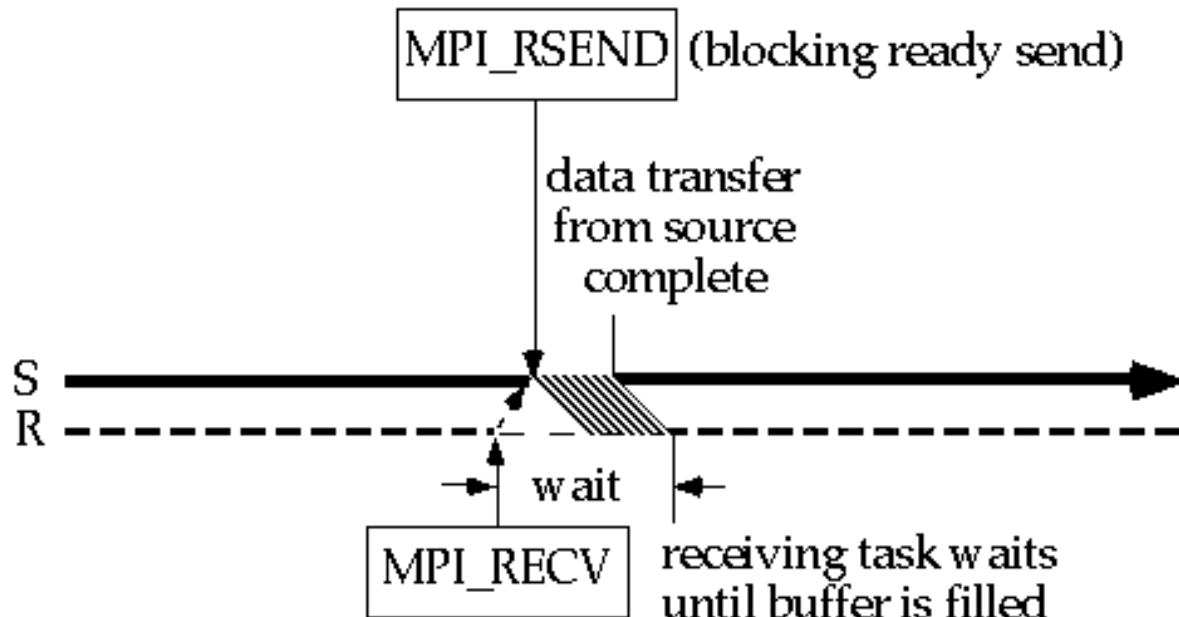 MPI_RSEND (blocking ready send)
data transfer
from source
complete
S
R
wait
MPI_RECV
receiving task waits
until buffer is filled